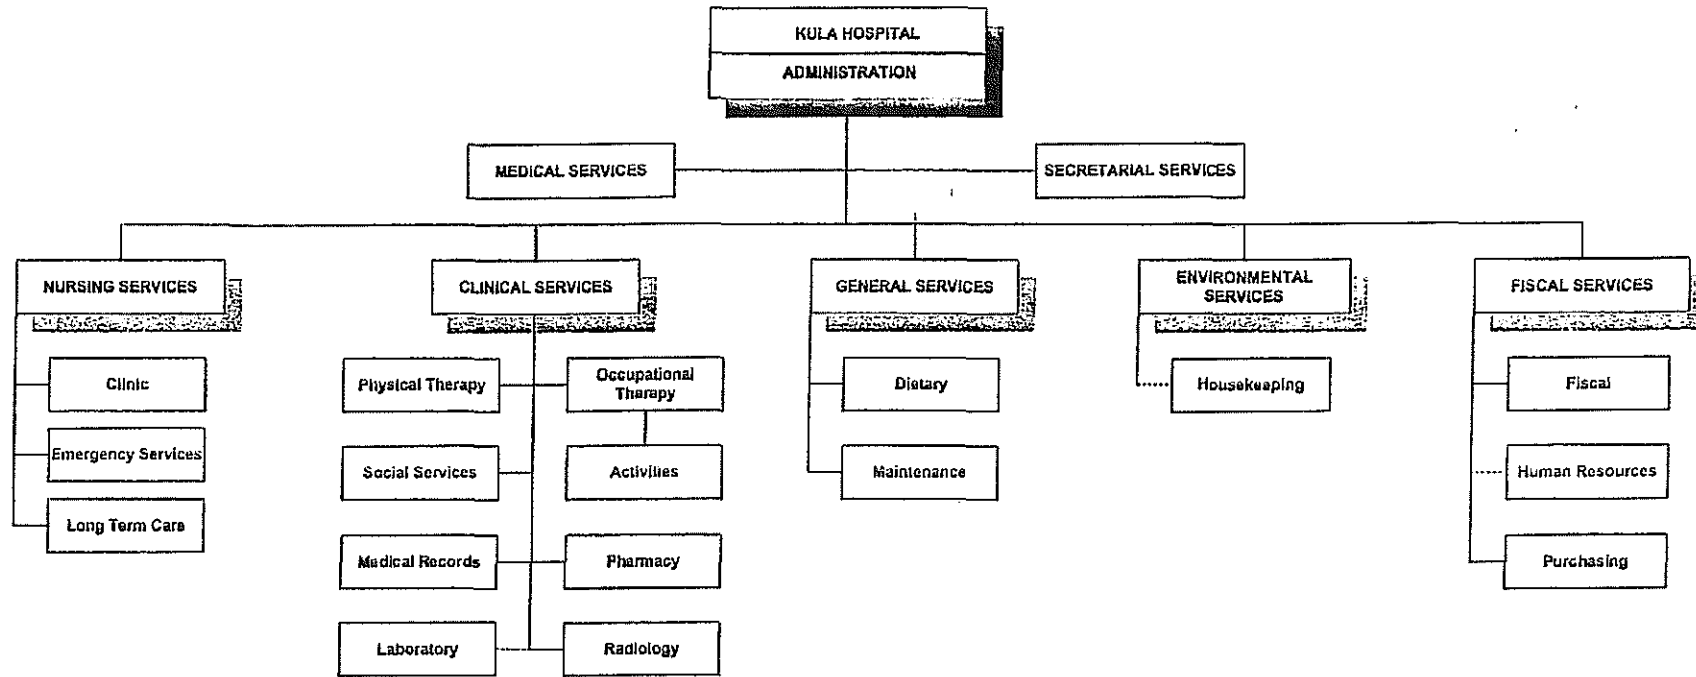 KULA HOSPITAL
ADMINISTRATION
MEDICAL SERVICES
SECRETARIAL SERVICES
NURSING SERVICES
CLINICAL SERVICES
GENERAL SERVICES
ENVIRONMENTAL
SERVICES
FISCAL SERVICES
Clinic
Emergency Services
Long Term Care
Physical Therapy
Occupational
Therapy
Social Services
Activities
Medical Records
Pharmacy
Laboratory
Radiology
Dietary
Maintenance
Housekeeping
Fiscal
Human Resources
Purchasing